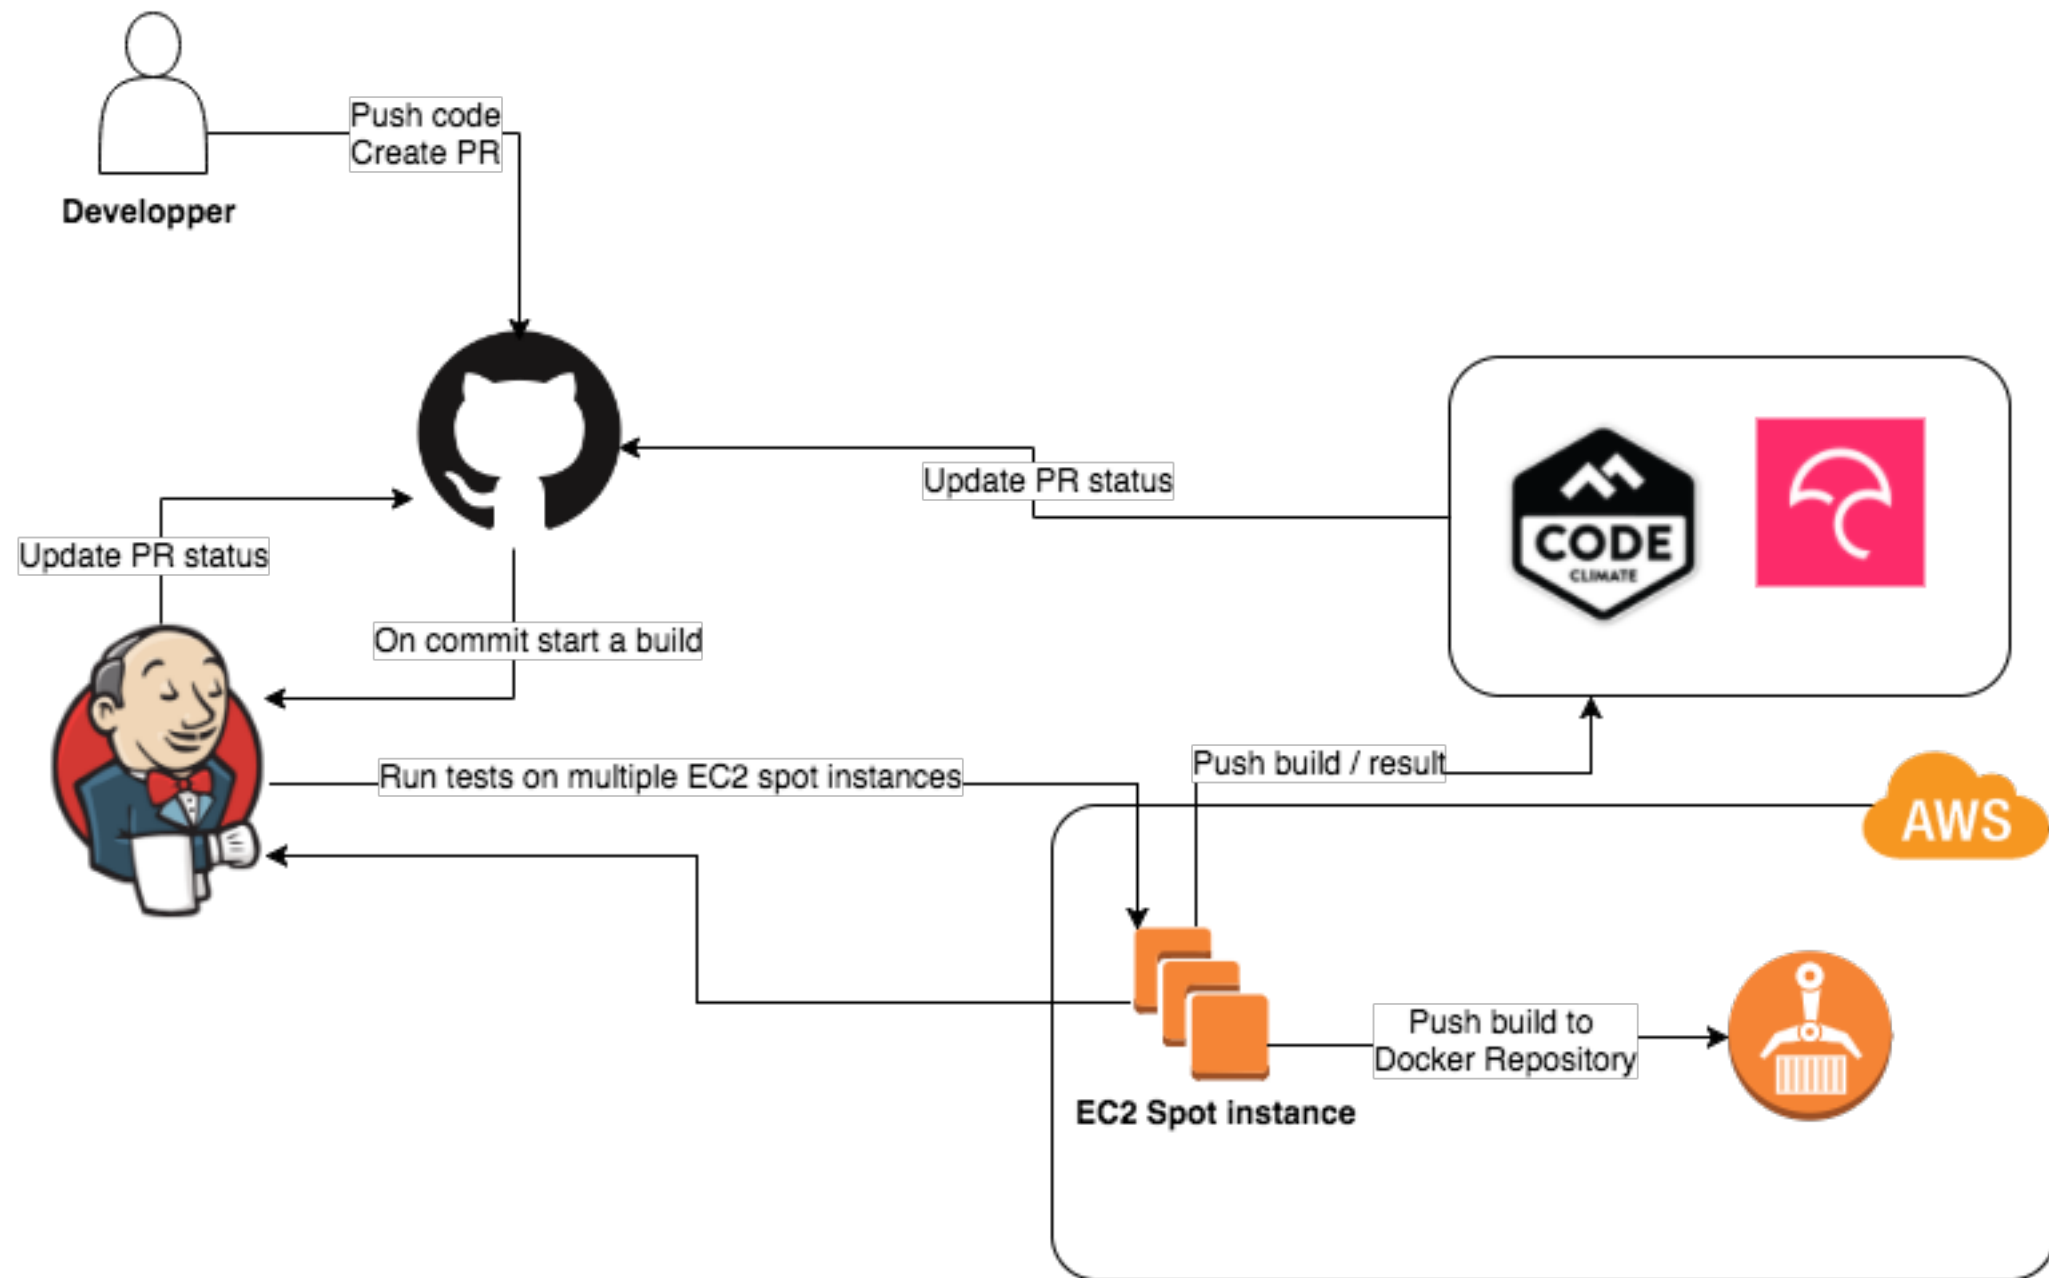 Push code
Create PR
Developper
Update PR status
CODE
CLIMATE
Update PR status
On commit start a build
Push build / result
Run tests on multiple EC2 spot instances
AWS
Push build to
Docker Repository
EC2 Spot instance